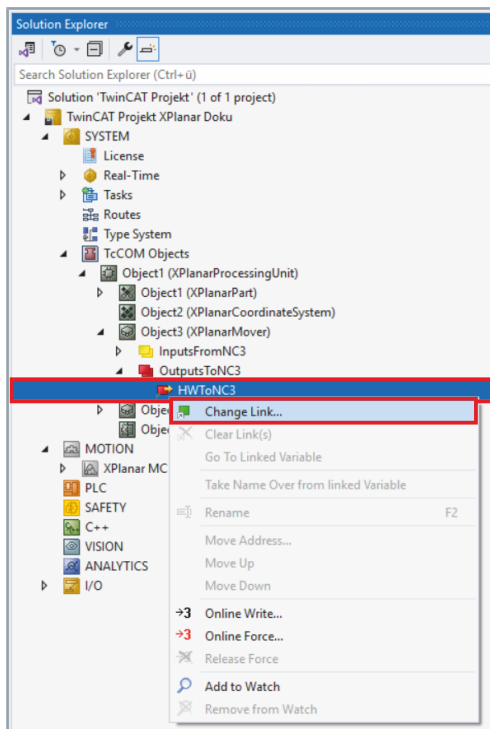 Solution Explorer
Search Solution Explorer (Ctrl+ü)
Solution 'TwinCAT Projekt' (1 of 1 project)
TwinCAT Projekt XPlanar Doku
SYSTEM
License
Real-Time
Tasks
Routes
Type System
TcCOM Objects
Object1 (XPlanarProcessingUnit)
Object1 (XPlanarPart)
Object2 (XPlanarCoordinateSystem)
Object3 (XPlanarMover)
InputsFromNC3
OutputsToNC3
HWToNC3
Obje
Obje
MOTION
XPlanar MC
PLC
SAFETY
C++
VISION
ANALYTICS
I/O
Change Link...
Clear Link(s)
Go To Linked Variable
Take Name Over from linked Variable
Rename F2
Move Address...
Move Up
Move Down
→3 Online Write...
→3 Online Force...
Release Force
Add to Watch
Remove from Watch